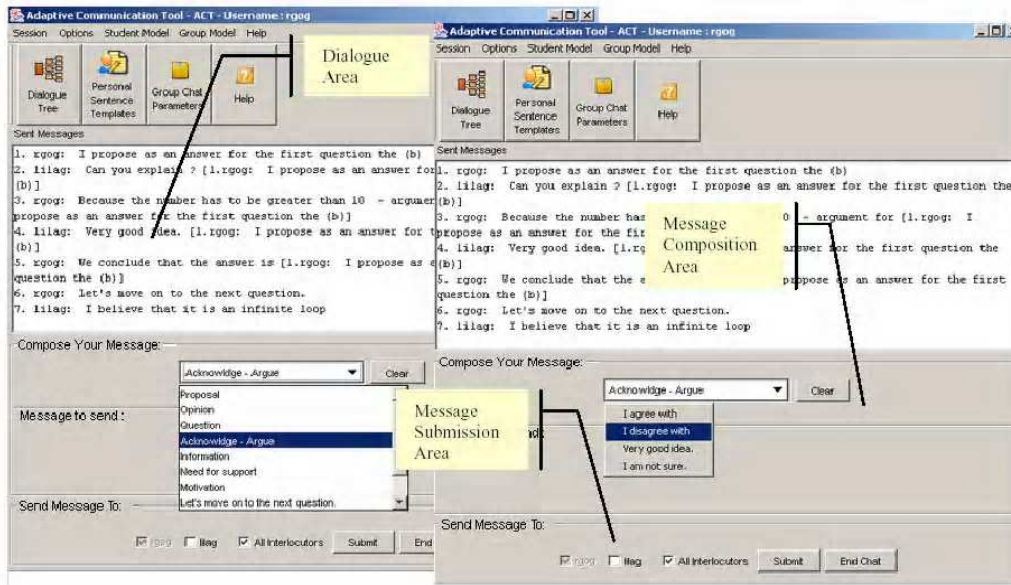 Adaptive Communication Tool - ACT - Username : rgog
Session Options Student Model Group Model Help
Dialogue Tree
Personal Sentence Templates
Group Chat Parameters
Help
Dialogue
Area
Sent Messages
1. rgog: I propose as an answer for the first question the (b)
2. lilag: Can you explain ? [1.rgog: I propose as an answer for
(b)]
3. rgog: Because the number has to be greater than 10 - argumen
propose as an answer for the first question the (b)]
4. lilag: Very good idea. [1.rgog: I propose as an answer for t
(b)]
5. rgog: We conclude that the answer is [1.rgog: I propose as
question the (b)]
6. rgog: Let's move on to the next question.
7. lilag: I believe that it is an infinite loop
Compose Your Message:
Acknowldge - Argue
Clear
Proposal
Opinion
Question
Acknowldge - Argue
Information
Need for support
Motivation
Let's move on to the next question.
Message to send :
Send Message To:
rgog lilag All Interlocutors Submit End
Adaptive Communication Tool - ACT - Username : rgog
Session Options Student Model Group Model Help
Dialogue Tree
Personal Sentence Templates
Group Chat Parameters
Help
Sent Messages
1. rgog: I propose as an answer for the first question the (b)
2. lilag: Can you explain ? [1.rgog: I propose as an answer for the first question the
(b)]
3. rgog: Because the number has 0 - argument for [1.rgog: I
propose as an answer for the fir
4. lilag: Very good idea. [1.rg answer for the first question the
(b)]
5. rgog: We conclude that the propose as an answer for the first
question the (b)]
6. rgog: Let's move on to the next question.
7. lilag: I believe that it is an infinite loop
Message
Composition
Area
Compose Your Message:
Acknowldge - Argue
Clear
I agree with
I disagree with
Very good idea.
I am not sure.
Message
Submission
Area
Send Message To:
rgog lilag All Interlocutors Submit End Chat